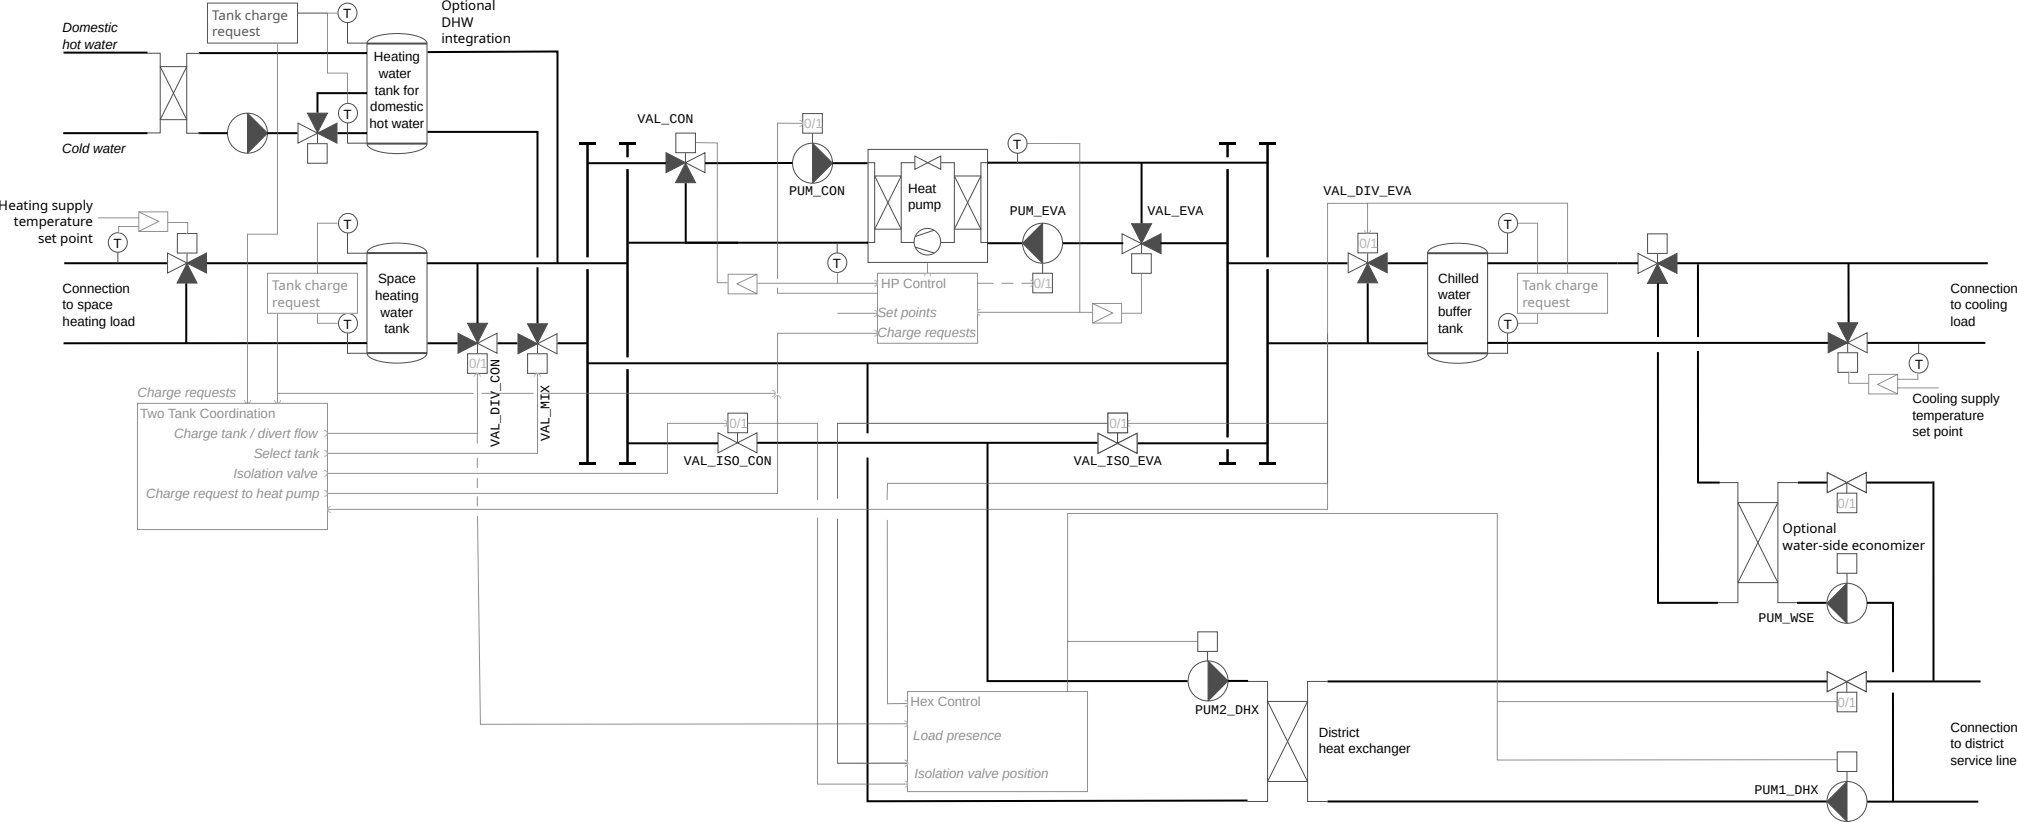 Domestic
hot water
Cold water
Tank charge
request
T
T
Heating
water
tank for
domestic
hot water
Optional
DHW
integration
Heating supply
temperature
set point
T
Connection
to space
heating load
T
Tank charge
request
T
Space
heating
water
tank
0/1
VAL_DIV_CON
VAL_MIX
Charge requests
Two Tank Coordination
Charge tank / divert flow
Select tank
Isolation valve
Charge request to heat pump
VAL_CON
0/1
PUM_CON
Heat
pump
T
T
PUM_EVA
0/1
VAL_EVA
HP Control
Set points
Charge requests
0/1
VAL_ISO_CON
0/1
VAL_ISO_EVA
VAL_DIV_EVA
0/1
Chilled
water
buffer
tank
T
Tank charge
request
T
Connection
to cooling
load
T
Cooling supply
temperature
set point
0/1
Optional
water-side economizer
PUM_WSE
Hex Control
Load presence
Isolation valve position
PUM2_DHX
District
heat exchanger
0/1
Connection
to district
service line
PUM1_DHX